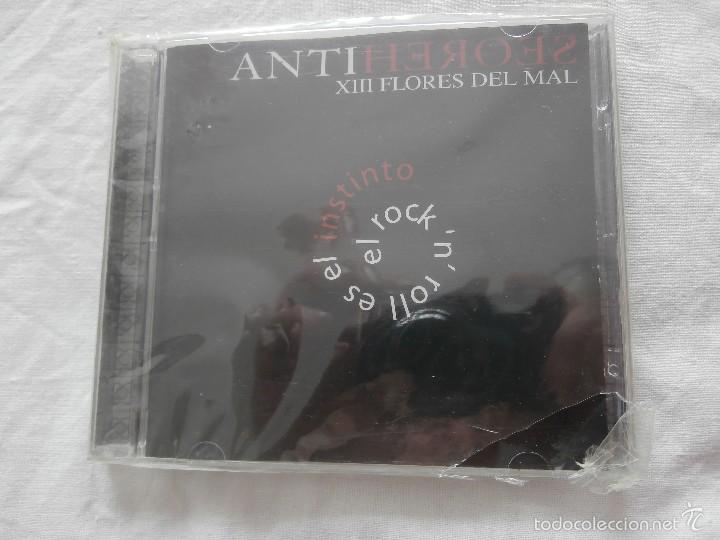 ANTIHEROES
XIII FLORES DEL MAL
el rock 'n' roll es el instinto
todocoleccion.net